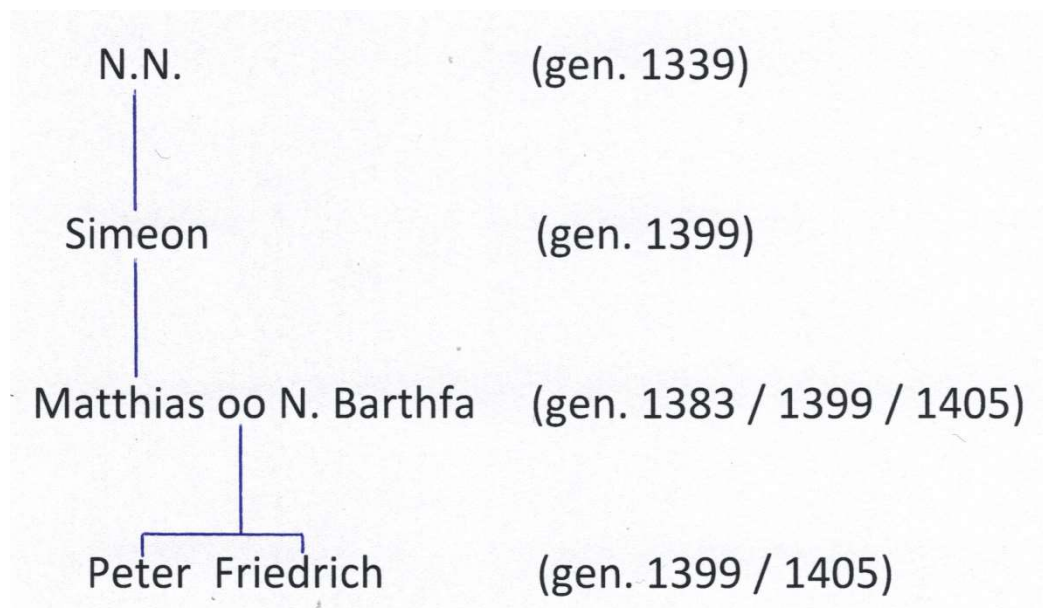 N.N. (gen. 1339)
Simeon (gen. 1399)
Matthias oo N. Barthfa (gen. 1383 / 1399 / 1405)
Peter Friedrich (gen. 1399 / 1405)